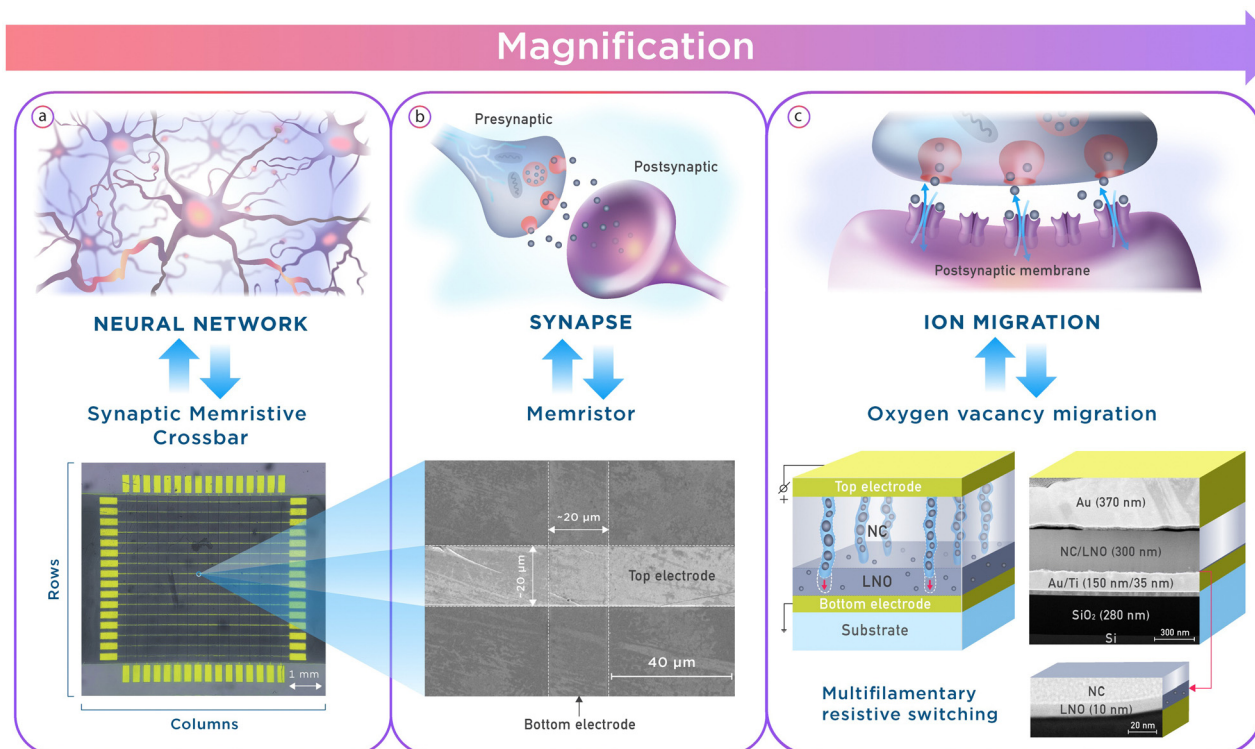 Magnification
a
NEURAL NETWORK
Synaptic Memristive
Crossbar
Rows
1 mm
Columns
b
Presynaptic
Postsynaptic
SYNAPSE
Memristor
~20 µm
~20 µm
Top electrode
40 µm
Bottom electrode
c
Postsynaptic membrane
ION MIGRATION
Oxygen vacancy migration
Top electrode
+
NC
LNO
Bottom electrode
Substrate
Multifilamentary
resistive switching
Au (370 nm)
NC/LNO (300 nm)
Au/Ti (150 nm/35 nm)
SiO₂ (280 nm)
Si
300 nm
NC
LNO (10 nm)
20 nm